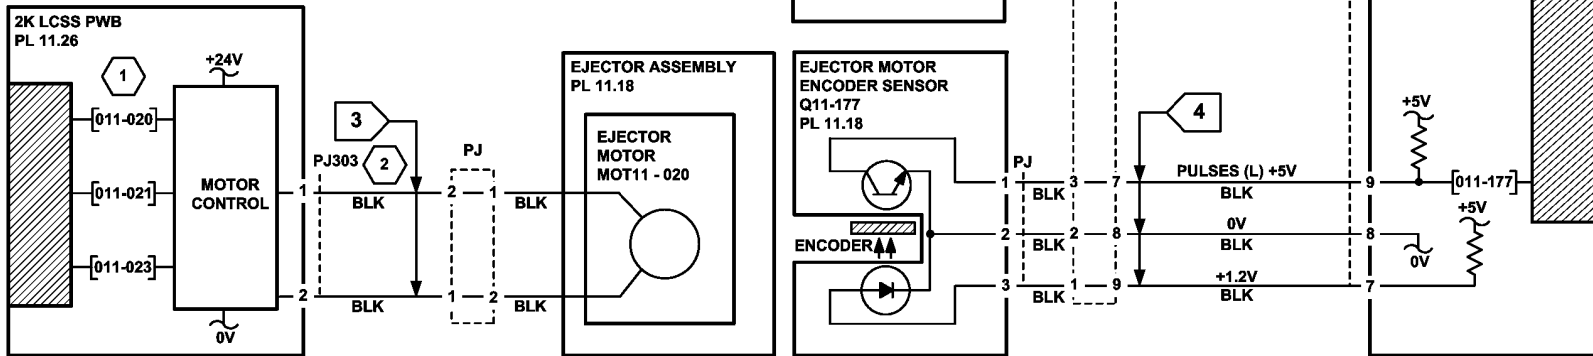 2K LCSS PWB
PL 11.26
1
+24V
[011-020]
[011-021]
[011-023]
MOTOR
CONTROL
0V
3
PJ303
2
PJ
1
BLK
2
1
BLK
2
BLK
1
2
BLK
EJECTOR ASSEMBLY
PL 11.18
EJECTOR
MOTOR
MOT11 - 020
EJECTOR MOTOR
ENCODER SENSOR
Q11-177
PL 11.18
ENCODER
PJ
1
BLK
3
7
2
BLK
2
8
3
BLK
1
9
4
PULSES (L) +5V
BLK
0V
BLK
+1.2V
BLK
9
8
7
+5V
[011-177]
+5V
0V